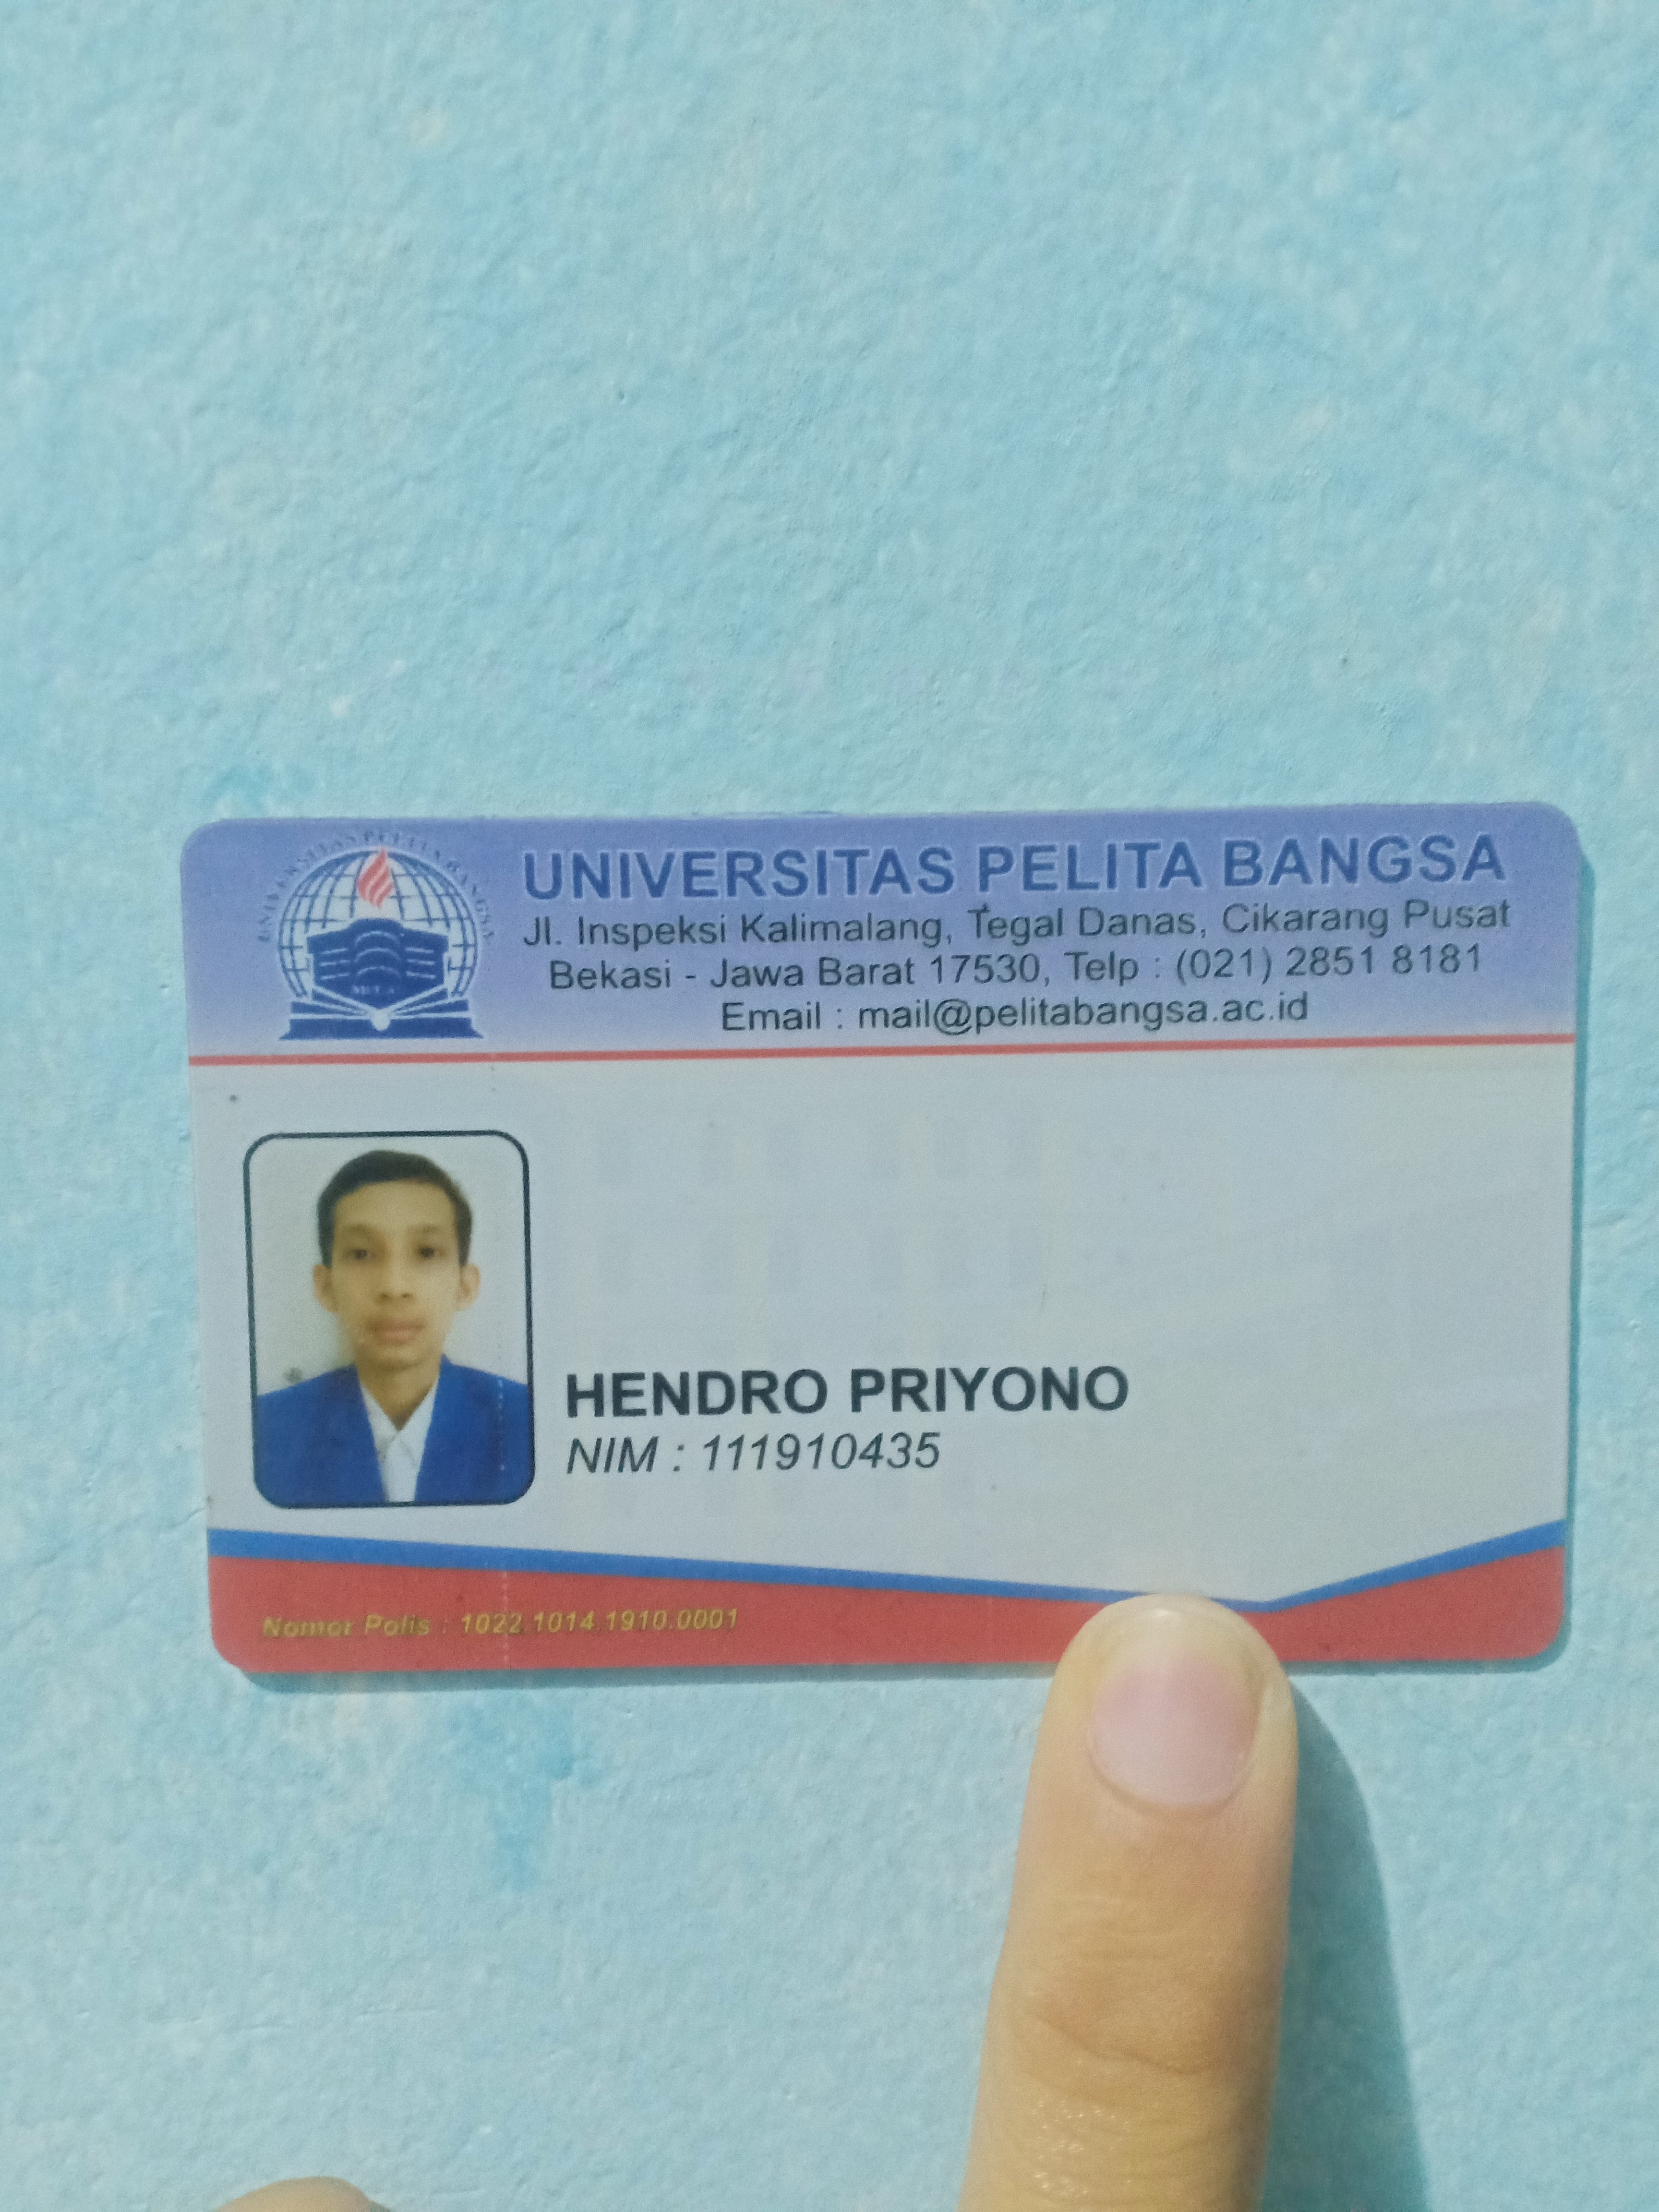 UNIVERSITAS PELITA BANGSA
UNIVERSITAS PELITA BANGSA
Jl. Inspeksi Kalimalang, Tegal Danas, Cikarang Pusat
Bekasi - Jawa Barat 17530, Telp : (021) 2851 8181
Email : mail@pelitabangsa.ac.id
HENDRO PRIYONO
NIM : 111910435
Nomor Polis : 1022.1014.1910.0001